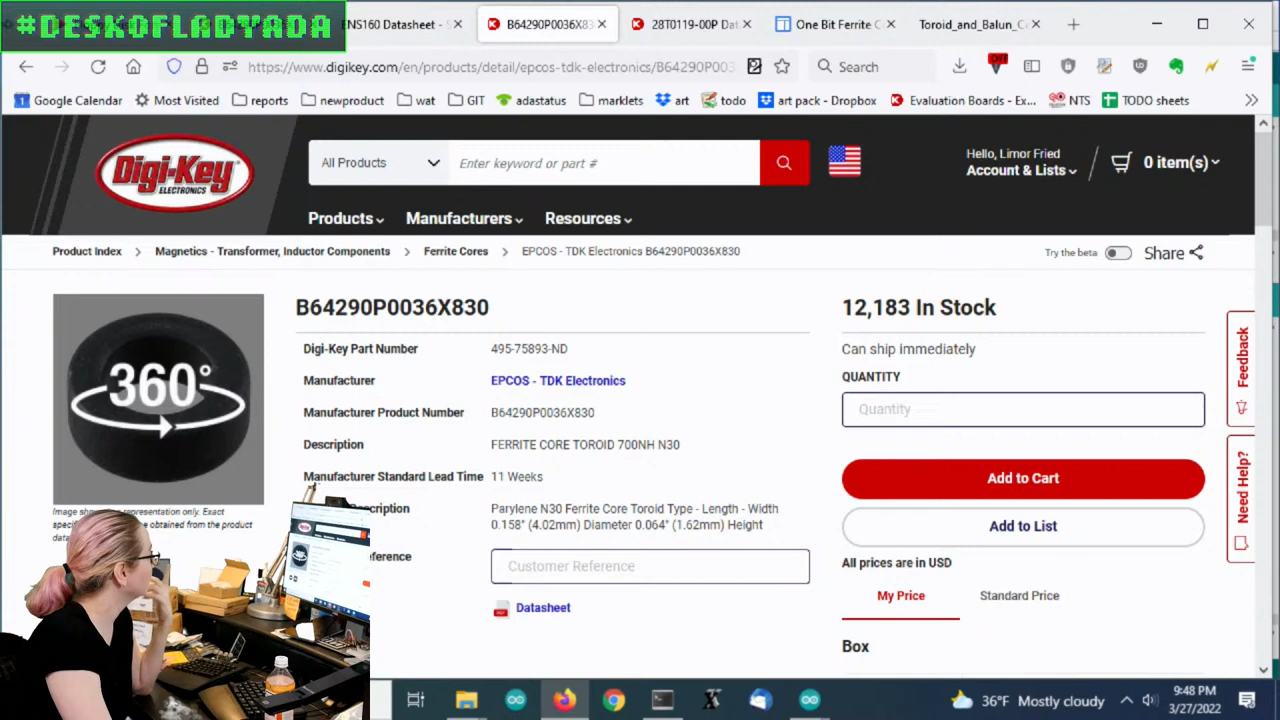 #DESKOFLADYADA
ENS160 Datasheet - S
B64290P0036X83
28T0119-00P Dat
One Bit Ferrite C
Toroid_and_Balun_C
https://www.digikey.com/en/products/detail/epcos-tdk-electronics/B64290P003
Search
Off
Google Calendar
Most Visited
reports
newproduct
wat
GIT
adastatus
marklets
art
todo
art pack - Dropbox
Evaluation Boards - Ex...
NTS
TODO sheets
Digi-Key
ELECTRONICS
All Products
Enter keyword or part #
Hello, Limor Fried
Account & Lists
0 item(s)
Products
Manufacturers
Resources
Product Index > Magnetics - Transformer, Inductor Components > Ferrite Cores > EPCOS - TDK Electronics B64290P0036X830
Try the beta
Share
360°
B64290P0036X830
Digi-Key Part Number 495-75893-ND
Manufacturer EPCOS - TDK Electronics
Manufacturer Product Number B64290P0036X830
Description FERRITE CORE TOROID 700NH N30
Manufacturer Standard Lead Time 11 Weeks
Description Parylene N30 Ferrite Core Toroid Type - Length - Width
0.158" (4.02mm) Diameter 0.064" (1.62mm) Height
Customer Reference
Datasheet
representation only. Exact
obtained from the product
12,183 In Stock
Can ship immediately
QUANTITY
Quantity
Add to Cart
Add to List
All prices are in USD
My Price
Standard Price
Box
Feedback
Need Help?
36°F Mostly cloudy
9:48 PM
3/27/2022